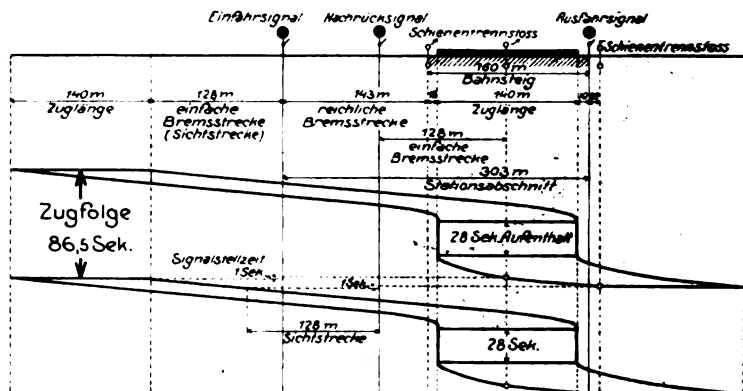 Einfahrsignal
Nachrücksignal
Ausfahrsignal
Schienentrennstoss
Schienentrennstoss
160 m
Bahnsteig
140 m
Zuglänge
128 m
einfache
Bremsstrecke
(Sichtstrecke)
143 m
reichliche
Bremsstrecke
140 m
Zuglänge
128 m
einfache
Bremsstrecke
303 m
Stationsabschnitt
Zugfolge
86,5 Sek.
28 Sek. Aufenthalt
Signalstellzeit
1 Sek.
1 Sek.
128 m
Sichtstrecke
28 Sek.